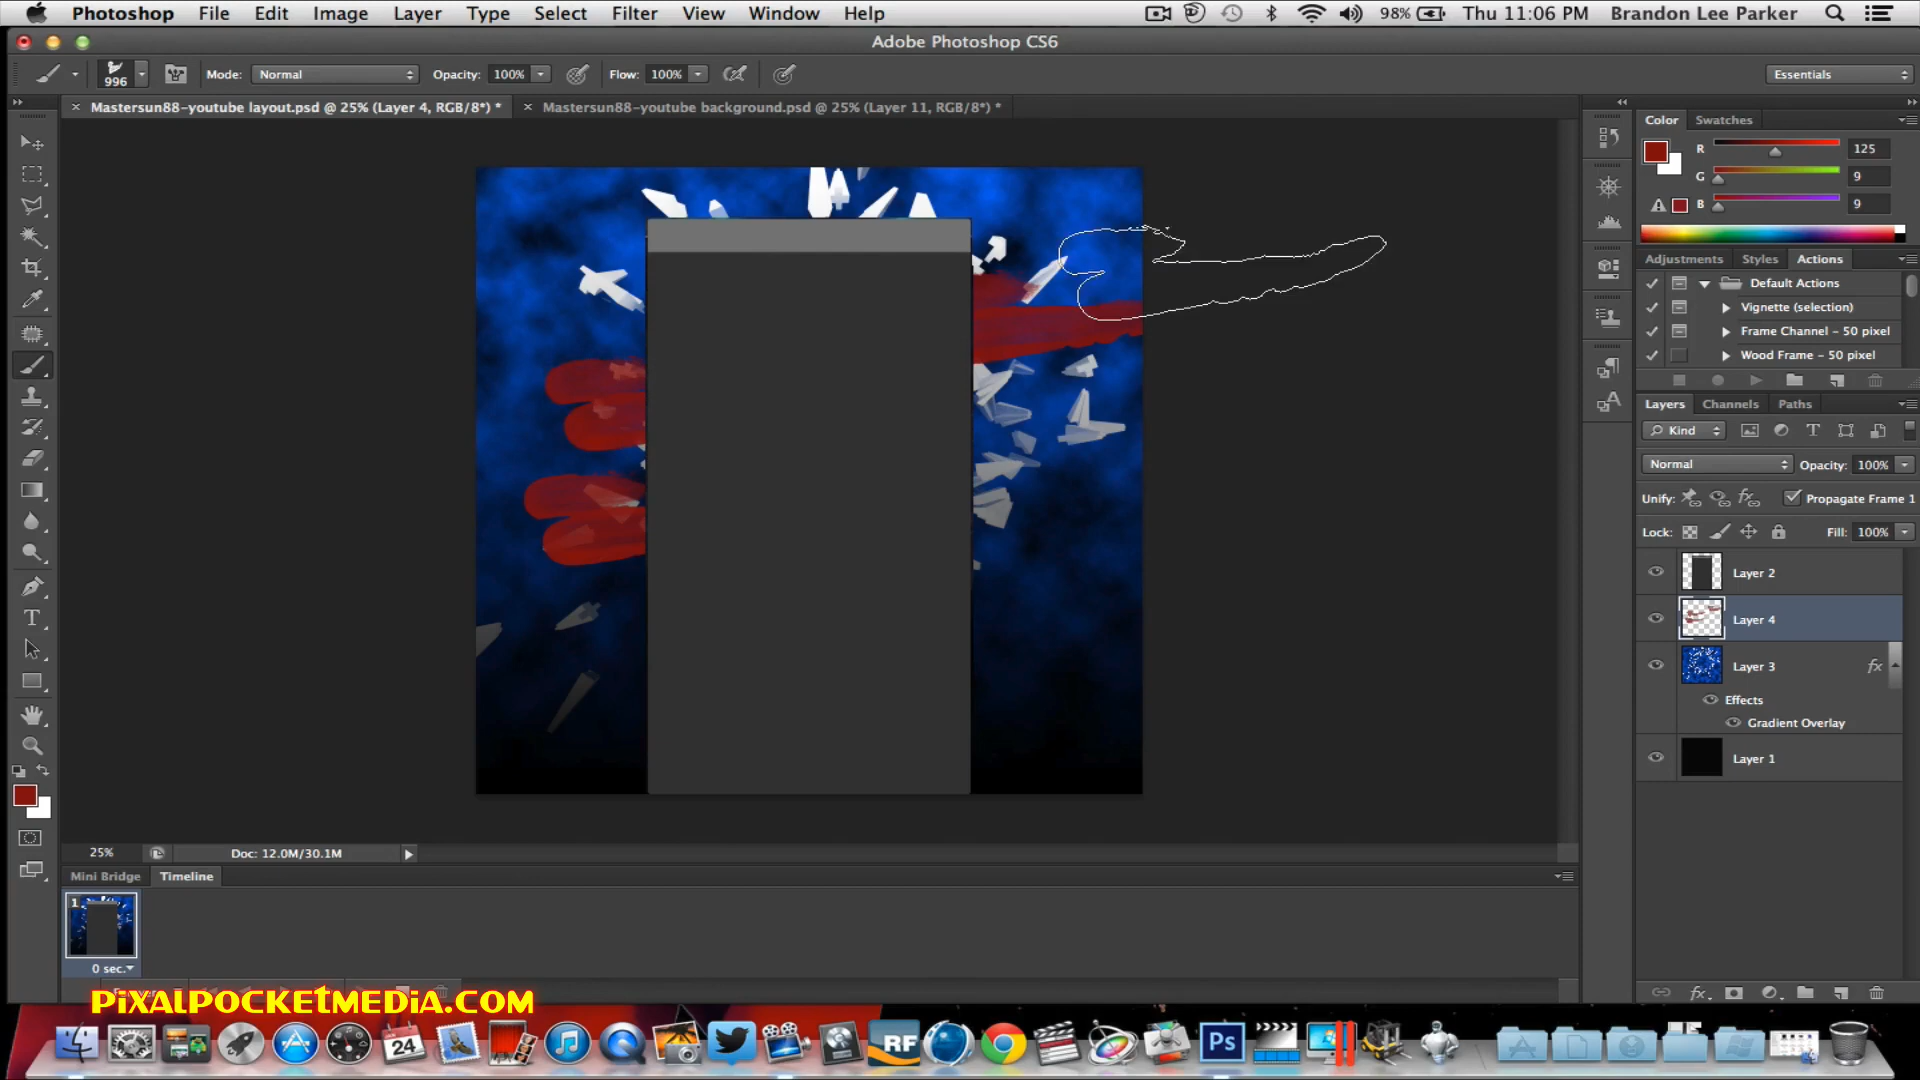 Photoshop File Edit Image Layer Type Select Filter View Window Help 98% Thu 11:06 PM Brandon Lee Parker
Adobe Photoshop CS6
996 Mode: Normal Opacity: 100% Flow: 100% Essentials
Mastersun88-youtube layout.psd @ 25% (Layer 4, RGB/8*) * Mastersun88-youtube background.psd @ 25% (Layer 11, RGB/8*) *
Color Swatches
R 125
G 9
B 9
Adjustments Styles Actions
Default Actions
Vignette (selection)
Frame Channel - 50 pixel
Wood Frame - 50 pixel
Layers Channels Paths
Kind
Normal Opacity: 100%
Unify: Propagate Frame 1
Lock: Fill: 100%
Layer 2
Layer 4
Layer 3 fx
Effects
Gradient Overlay
Layer 1
25% Doc: 12.0M/30.1M
Mini Bridge Timeline
1
0 sec.
PixalPocketMedia.com
24 RF Ps